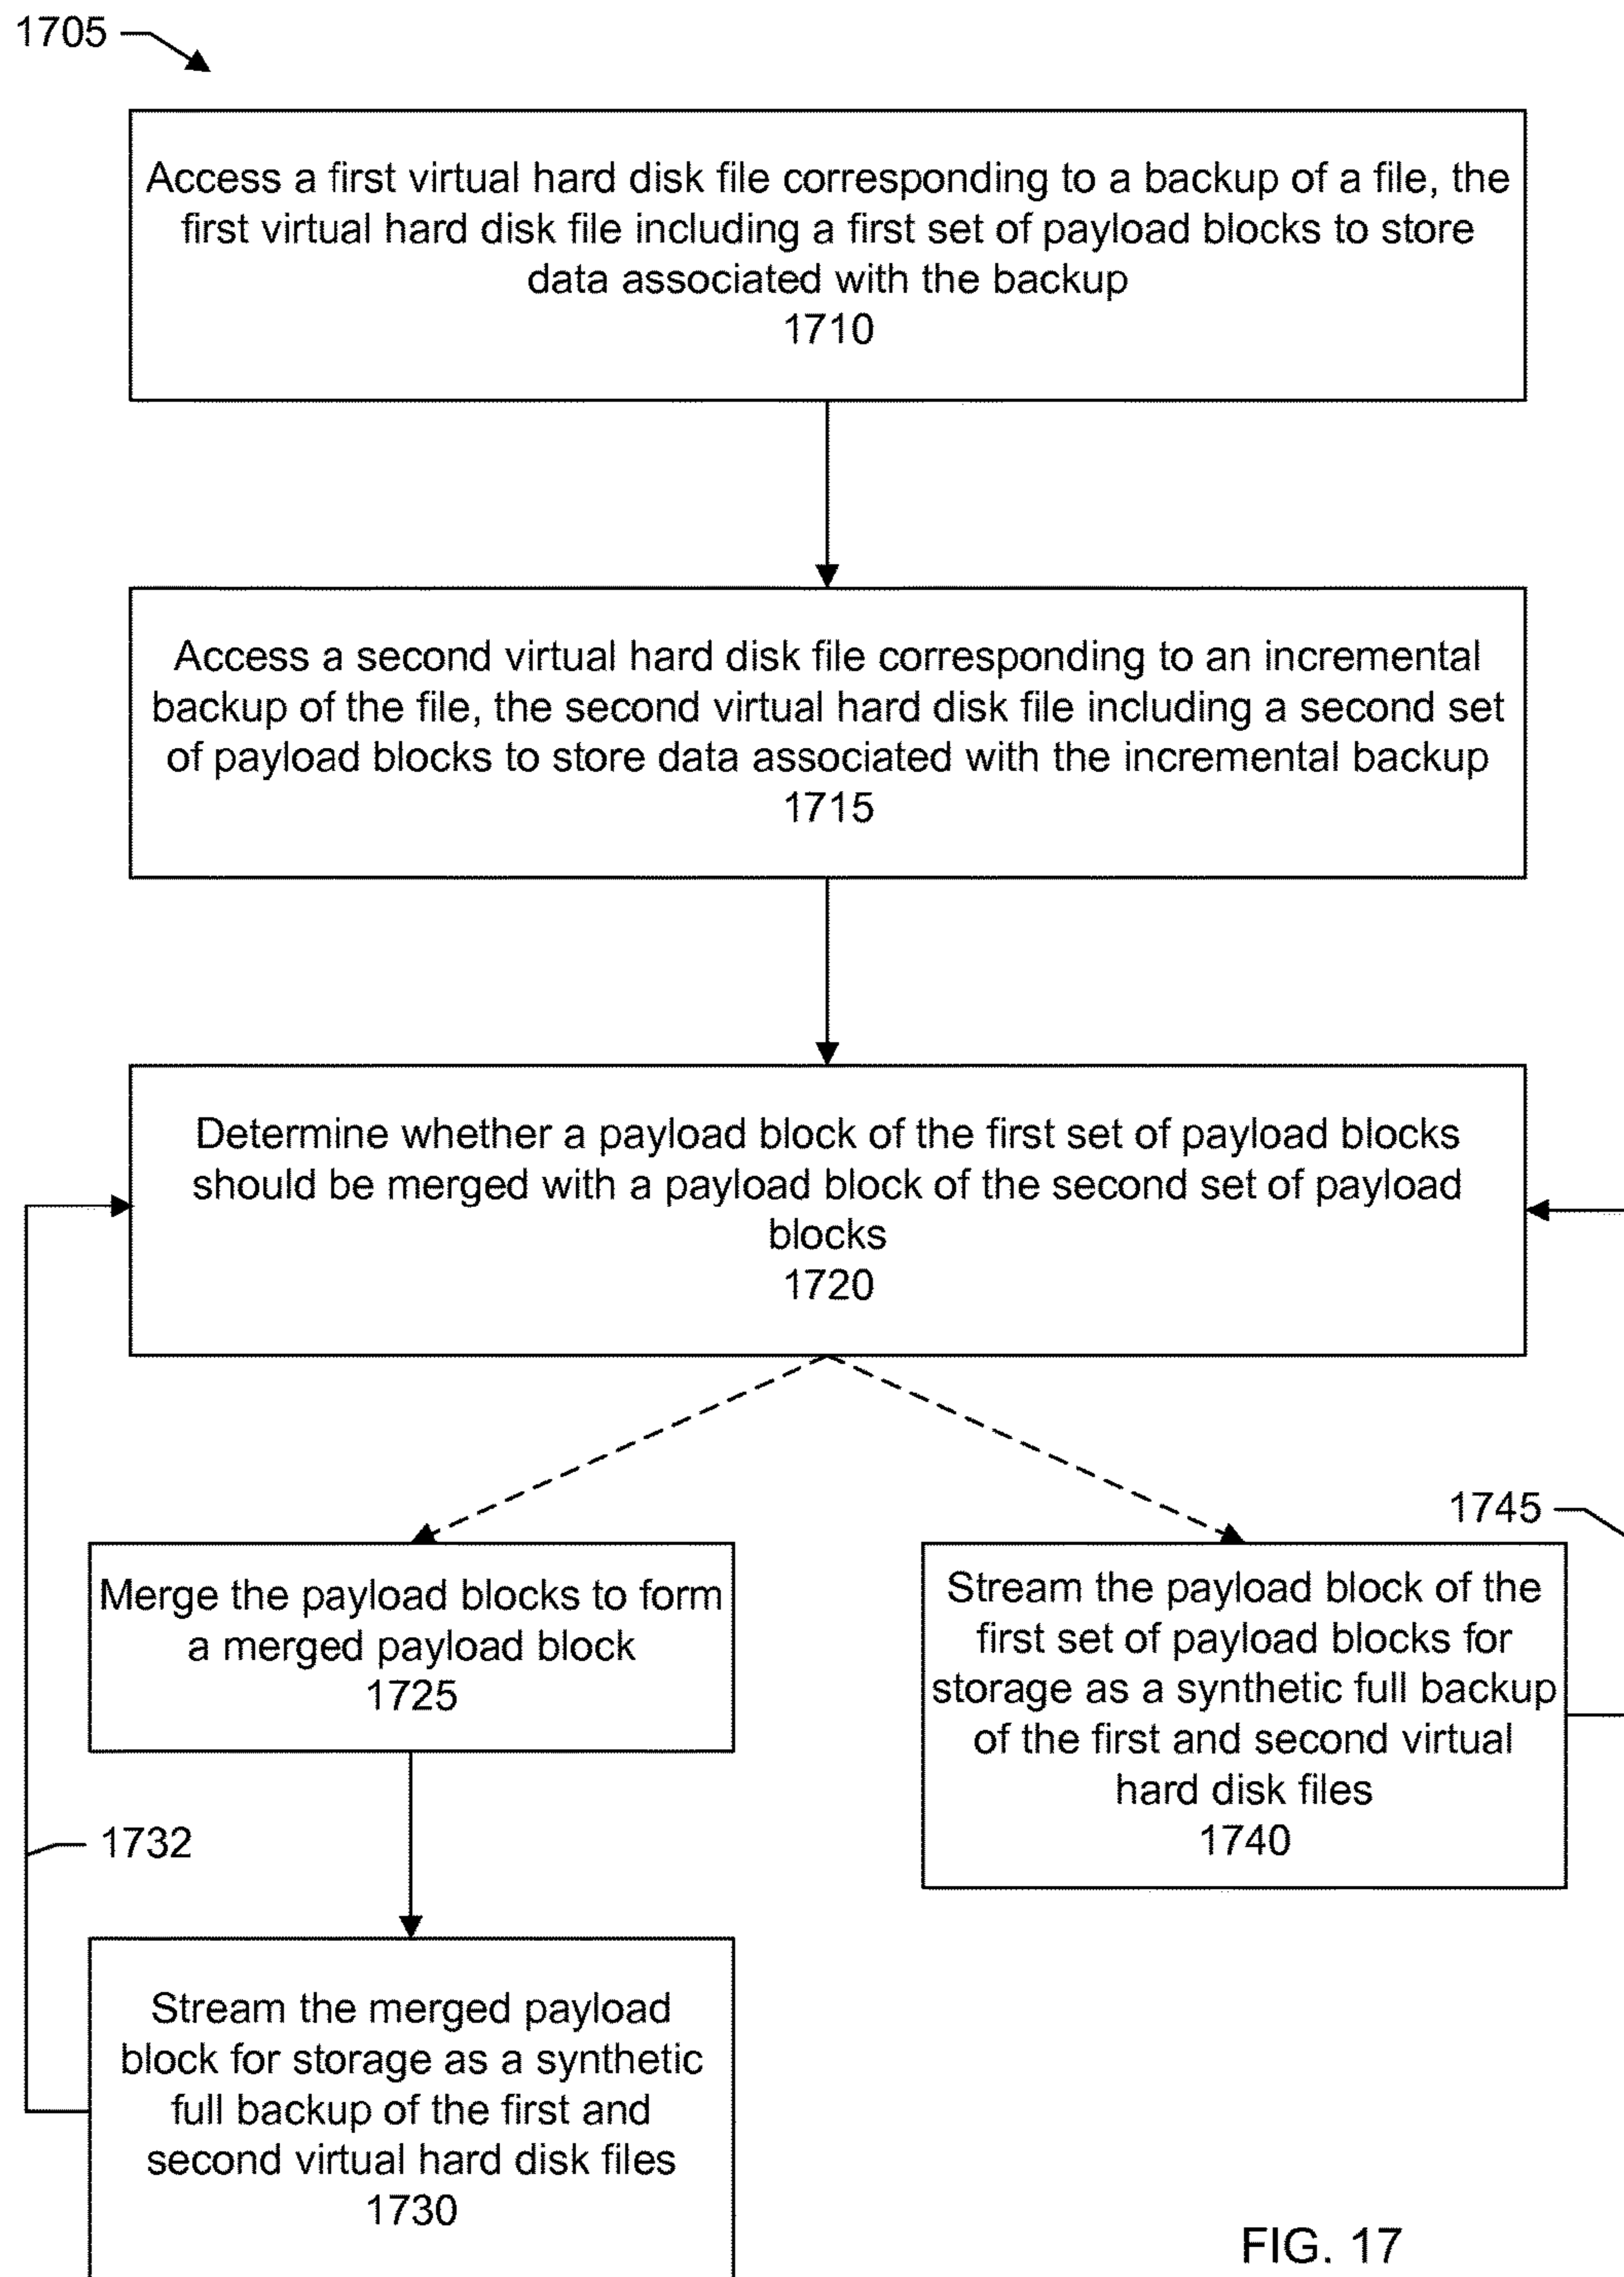 1705
Access a first virtual hard disk file corresponding to a backup of a file, the
first virtual hard disk file including a first set of payload blocks to store
data associated with the backup
1710
Access a second virtual hard disk file corresponding to an incremental
backup of the file, the second virtual hard disk file including a second set
of payload blocks to store data associated with the incremental backup
1715
Determine whether a payload block of the first set of payload blocks
should be merged with a payload block of the second set of payload
blocks
1720
Merge the payload blocks to form
a merged payload block
1725
1732
Stream the merged payload
block for storage as a synthetic
full backup of the first and
second virtual hard disk files
1730
1745
Stream the payload block of the
first set of payload blocks for
storage as a synthetic full backup
of the first and second virtual
hard disk files
1740
FIG. 17